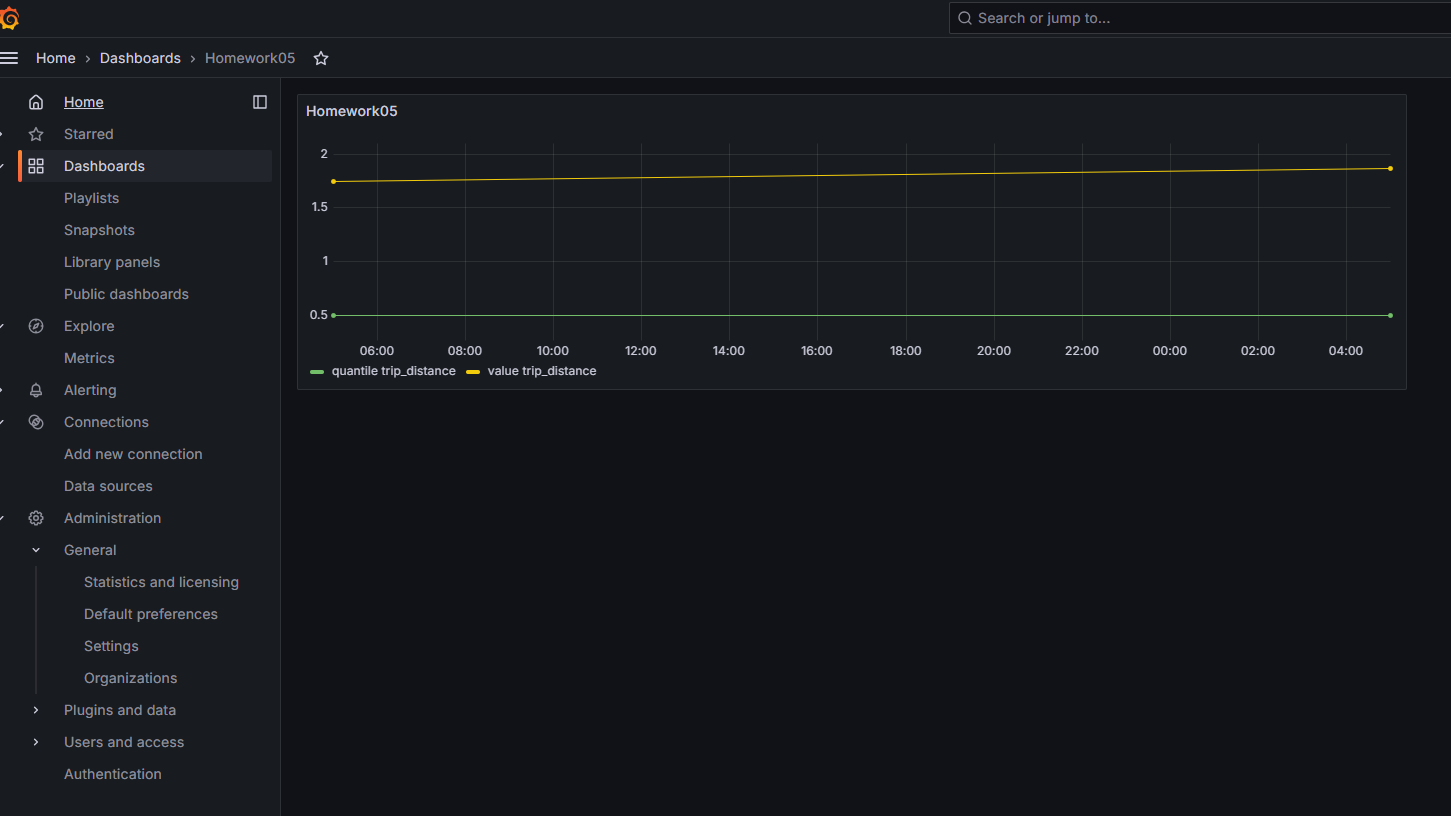 Search or jump to...
Home › Dashboards › Homework05
Home
Starred
Dashboards
Playlists
Snapshots
Library panels
Public dashboards
Explore
Metrics
Alerting
Connections
Add new connection
Data sources
Administration
General
Statistics and licensing
Default preferences
Settings
Organizations
Plugins and data
Users and access
Authentication
Homework05
2
1.5
1
0.5
06:00 08:00 10:00 12:00 14:00 16:00 18:00 20:00 22:00 00:00 02:00 04:00
quantile trip_distance value trip_distance